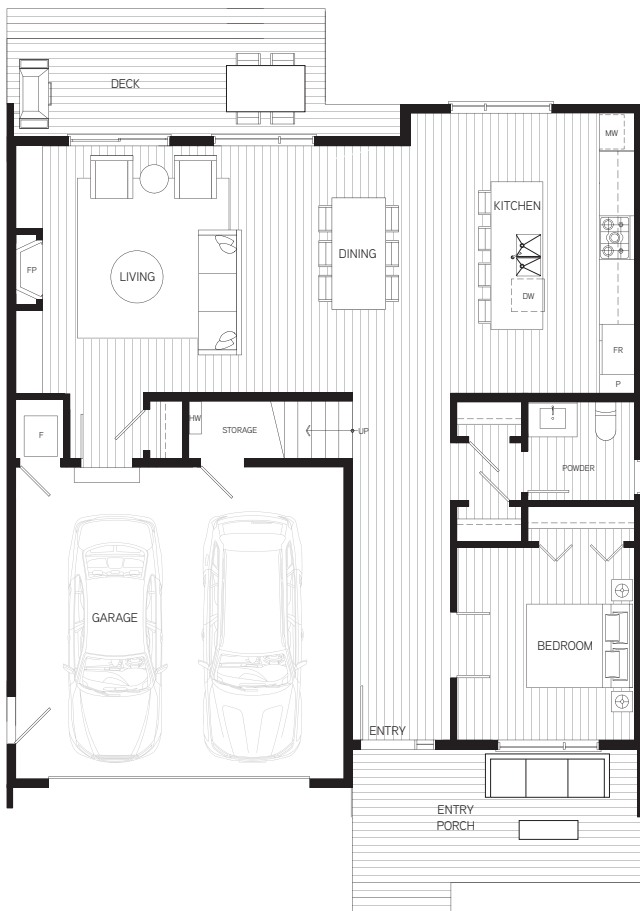 DECK
MW
KITCHEN
DINING
FP
LIVING
DW
FR
P
HW
STORAGE
UP
F
POWDER
GARAGE
BEDROOM
ENTRY
ENTRY
PORCH